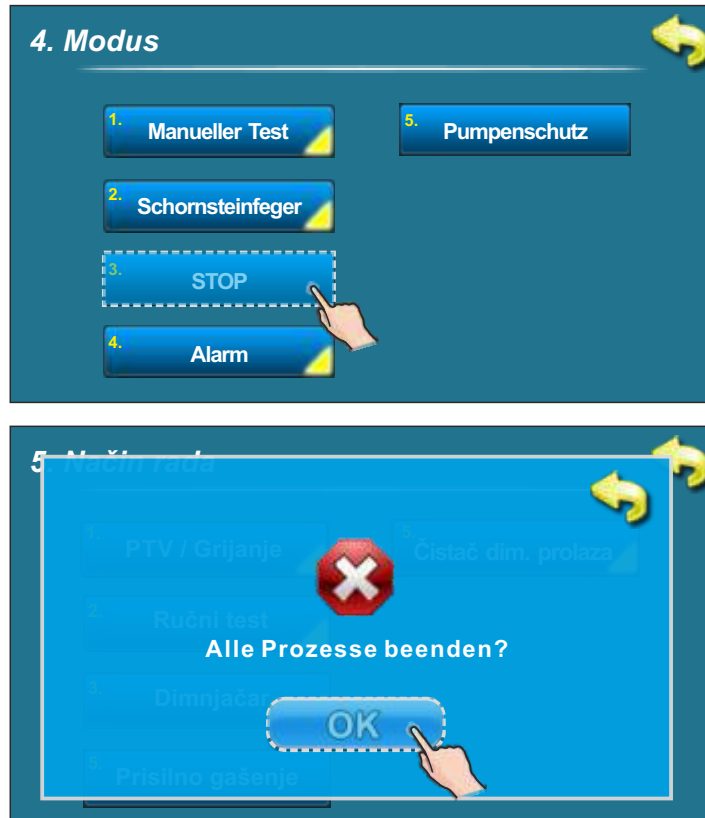 4. Modus
1. Manueller Test
5. Pumpenschutz
2. Schornsteinfeger
3. STOP
4. Alarm
5. Način rada
1. PTV / Grijanje
5. Čistač dim. prolaza
2. Ručni test
Alle Prozesse beenden?
3. Dimnjačar
OK
5. Prisilno gašenje